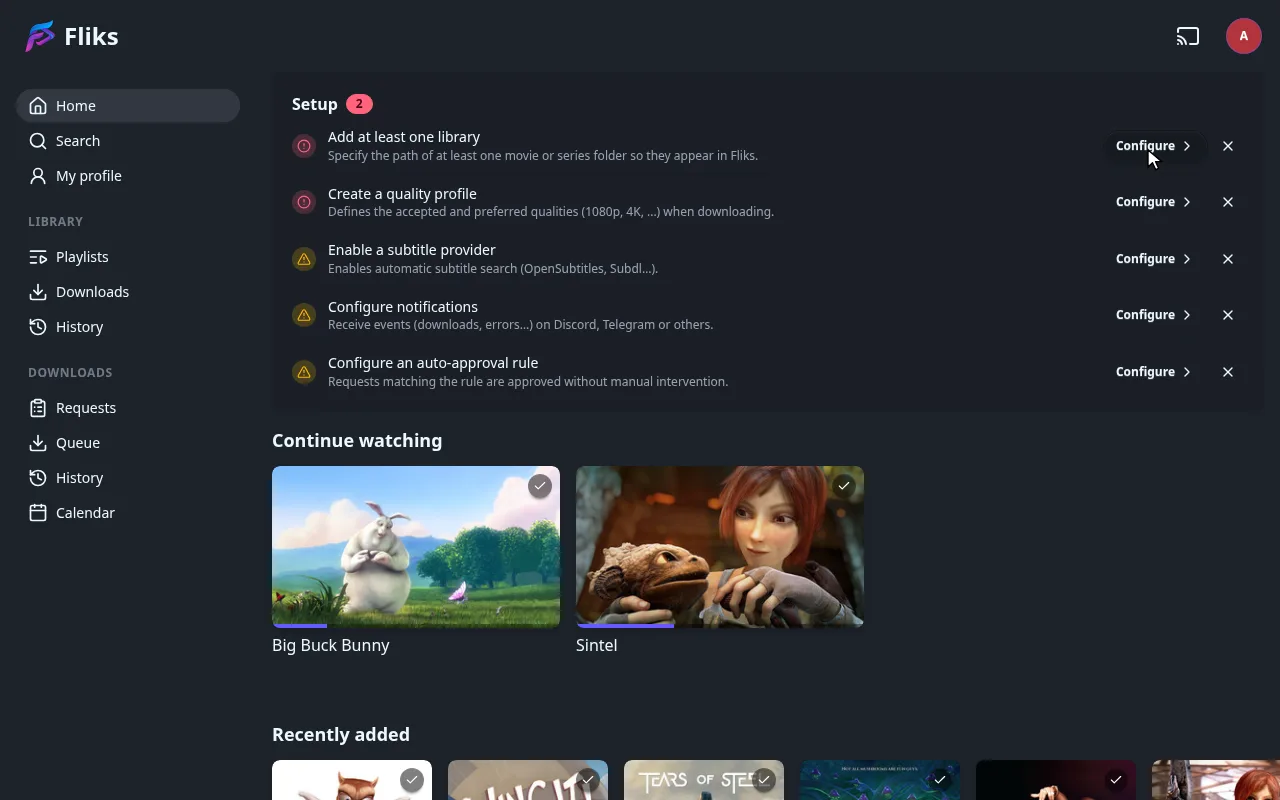 Fliks
A
Home
Search
My profile
LIBRARY
Playlists
Downloads
History
DOWNLOADS
Requests
Queue
History
Calendar
Setup 2
Add at least one library
Specify the path of at least one movie or series folder so they appear in Fliks.
Configure
Create a quality profile
Defines the accepted and preferred qualities (1080p, 4K, ...) when downloading.
Configure
Enable a subtitle provider
Enables automatic subtitle search (OpenSubtitles, Subdl...).
Configure
Configure notifications
Receive events (downloads, errors...) on Discord, Telegram or others.
Configure
Configure an auto-approval rule
Requests matching the rule are approved without manual intervention.
Configure
Continue watching
Big Buck Bunny
Sintel
Recently added
TEARS OF STEEL